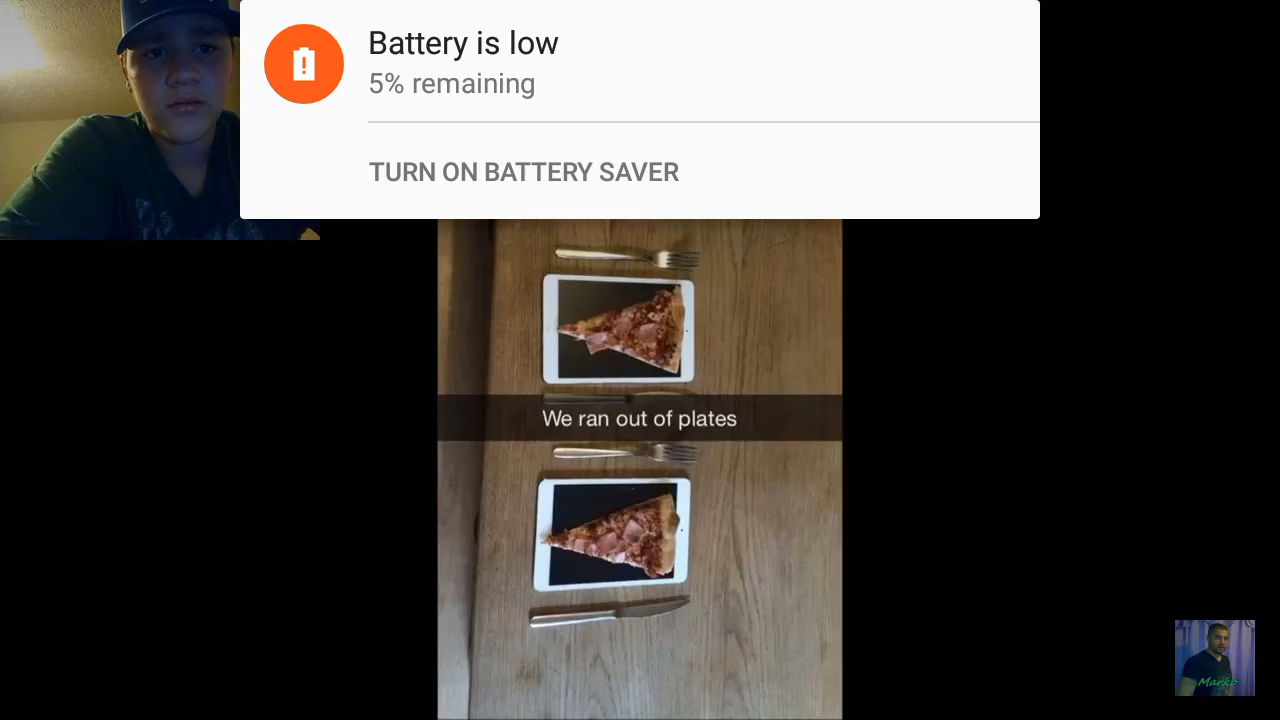 Battery is low
5% remaining
TURN ON BATTERY SAVER
We ran out of plates
Marko